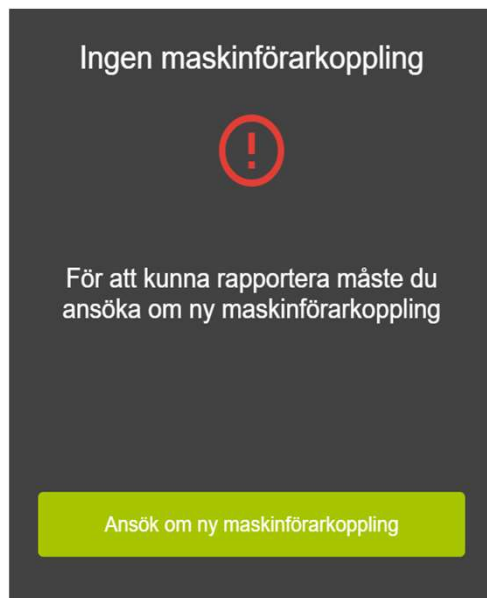 Ingen maskinförarkoppling
För att kunna rapportera måste du
ansöka om ny maskinförarkoppling
Ansök om ny maskinförarkoppling